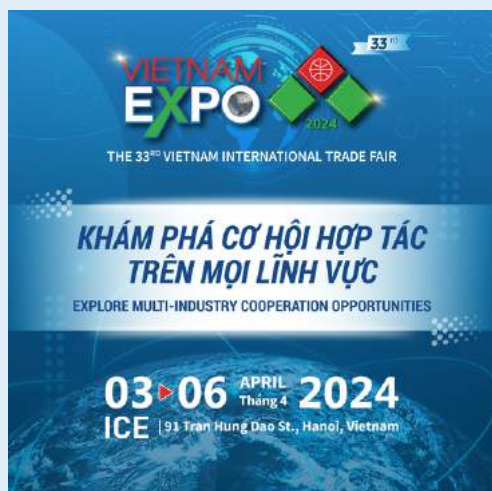 33RD
VIETNAM
EXPO
2024
THE 33RD VIETNAM INTERNATIONAL TRADE FAIR
KHÁM PHÁ CƠ HỘI HỢP TÁC
TRÊN MỌI LĨNH VỰC
EXPLORE MULTI-INDUSTRY COOPERATION OPPORTUNITIES
03 06 APRIL Tháng 4 2024
ICE | 91 Tran Hung Dao St., Hanoi, Vietnam